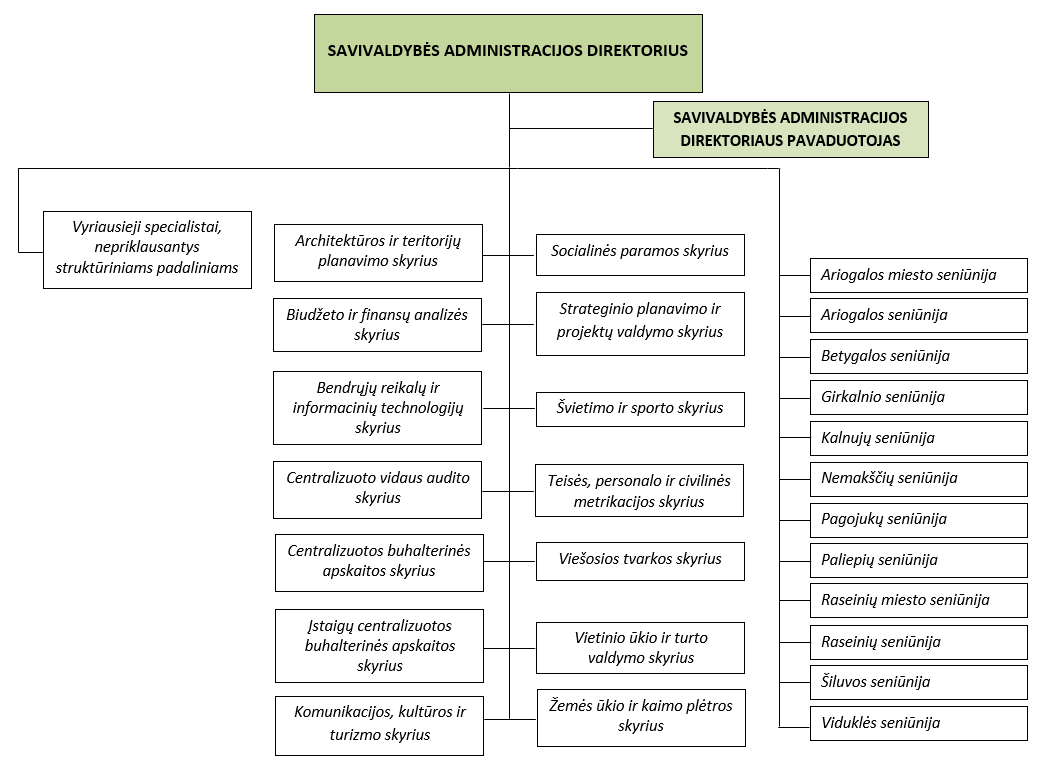 SAVIVALDYBĖS ADMINISTRACIJOS DIREKTORIUS
SAVIVALDYBĖS ADMINISTRACIJOS
DIREKTORIAUS PAVADUOTOJAS
Vyriausieji specialistai,
nepriklausantys
struktūriniams padaliniams
Architektūros ir teritorijų
planavimo skyrius
Biudžeto ir finansų analizės
skyrius
Bendrųjų reikalų ir
informacinių technologijų
skyrius
Centralizuoto vidaus audito
skyrius
Centralizuotos buhalterinės
apskaitos skyrius
Įstaigų centralizuotos
buhalterinės apskaitos
skyrius
Komunikacijos, kultūros ir
turizmo skyrius
Socialinės paramos skyrius
Strateginio planavimo ir
projektų valdymo skyrius
Švietimo ir sporto skyrius
Teisės, personalo ir civilinės
metrikacijos skyrius
Viešosios tvarkos skyrius
Vietinio ūkio ir turto
valdymo skyrius
Žemės ūkio ir kaimo plėtros
skyrius
Ariogalos miesto seniūnija
Ariogalos seniūnija
Betygalos seniūnija
Girkalnio seniūnija
Kalnujų seniūnija
Nemakščių seniūnija
Pagojukų seniūnija
Paliepių seniūnija
Raseinių miesto seniūnija
Raseinių seniūnija
Šiluvos seniūnija
Viduklės seniūnija